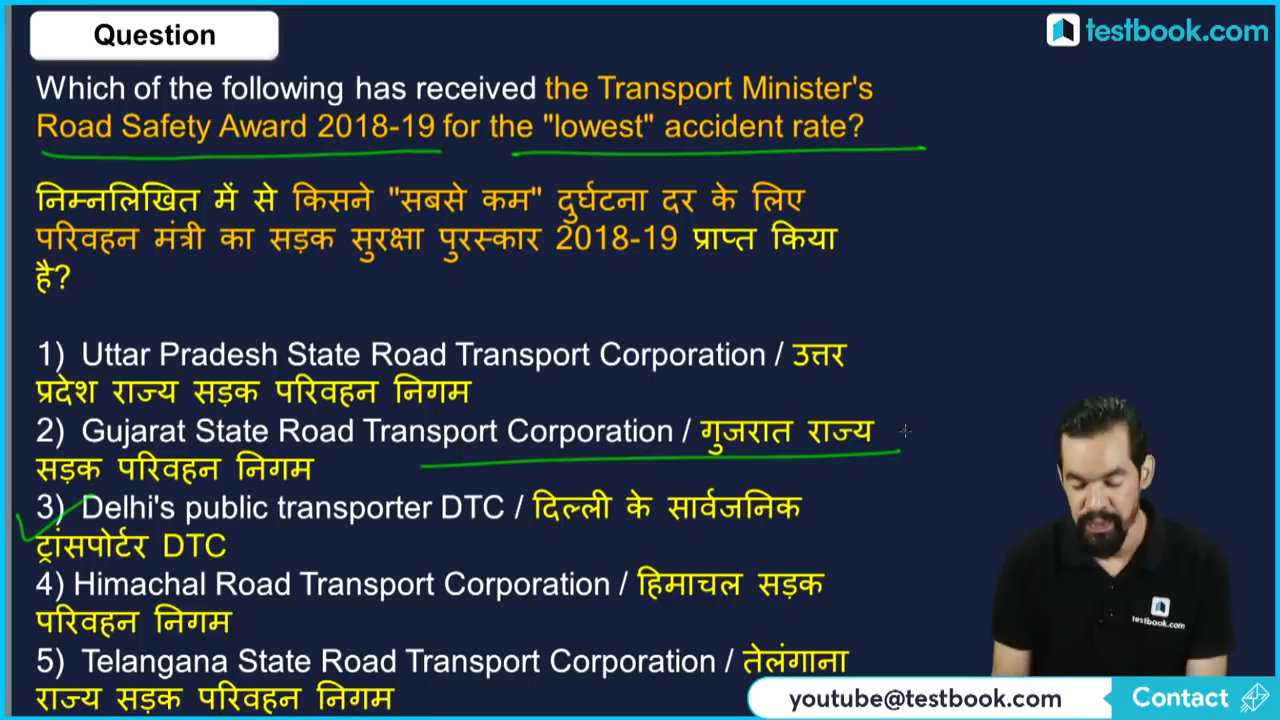 Question
testbook.com
Which of the following has received the Transport Minister's
Road Safety Award 2018-19 for the "lowest" accident rate?
निम्नलिखित में से किसने "सबसे कम" दुर्घटना दर के लिए
परिवहन मंत्री का सड़क सुरक्षा पुरस्कार 2018-19 प्राप्त किया
है?
1) Uttar Pradesh State Road Transport Corporation / उत्तर
प्रदेश राज्य सड़क परिवहन निगम
2) Gujarat State Road Transport Corporation / गुजरात राज्य
सड़क परिवहन निगम
3) Delhi's public transporter DTC / दिल्ली के सार्वजनिक
ट्रांसपोर्टर DTC
4) Himachal Road Transport Corporation / हिमाचल सड़क
परिवहन निगम
5) Telangana State Road Transport Corporation / तेलंगाना
राज्य सड़क परिवहन निगम
testbook.com
youtube@testbook.com
Contact